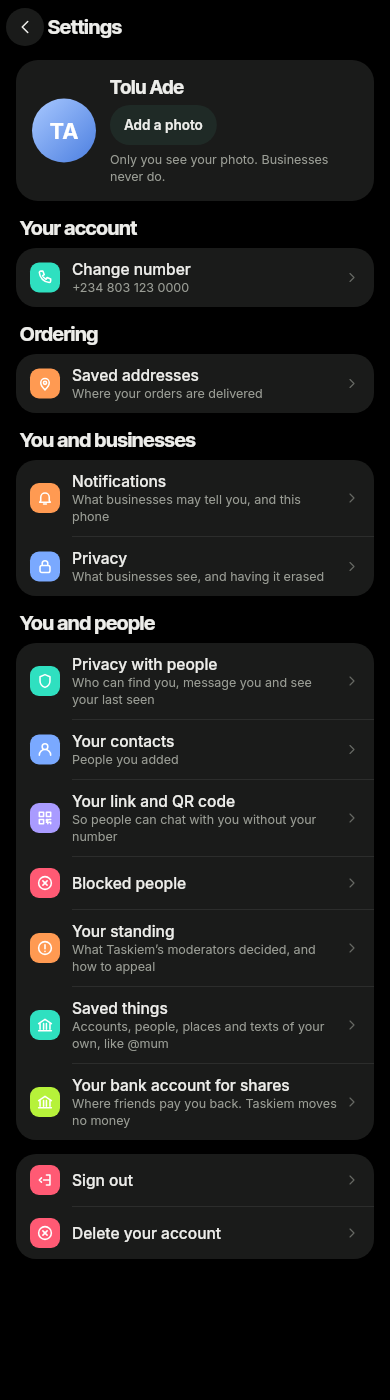 Settings
TA
Tolu Ade
Add a photo
Only you see your photo. Businesses
never do.
Your account
Change number
+234 803 123 0000
Ordering
Saved addresses
Where your orders are delivered
You and businesses
Notifications
What businesses may tell you, and this
phone
Privacy
What businesses see, and having it erased
You and people
Privacy with people
Who can find you, message you and see
your last seen
Your contacts
People you added
Your link and QR code
So people can chat with you without your
number
Blocked people
Your standing
What Taskiem’s moderators decided, and
how to appeal
Saved things
Accounts, people, places and texts of your
own, like @mum
Your bank account for shares
Where friends pay you back. Taskiem moves
no money
Sign out
Delete your account